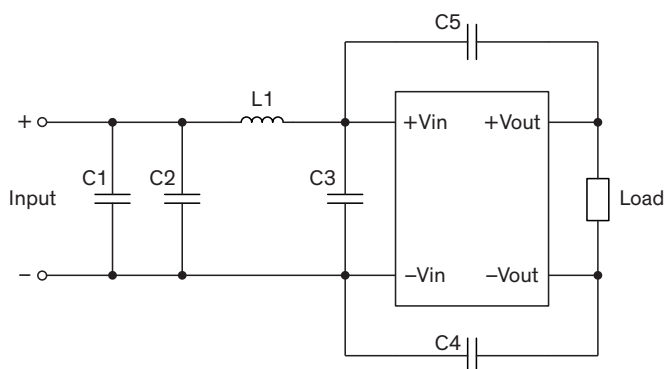 C5
L1
+
+Vin
+Vout
C1
C2
C3
Input
Load
−
–Vin
–Vout
C4